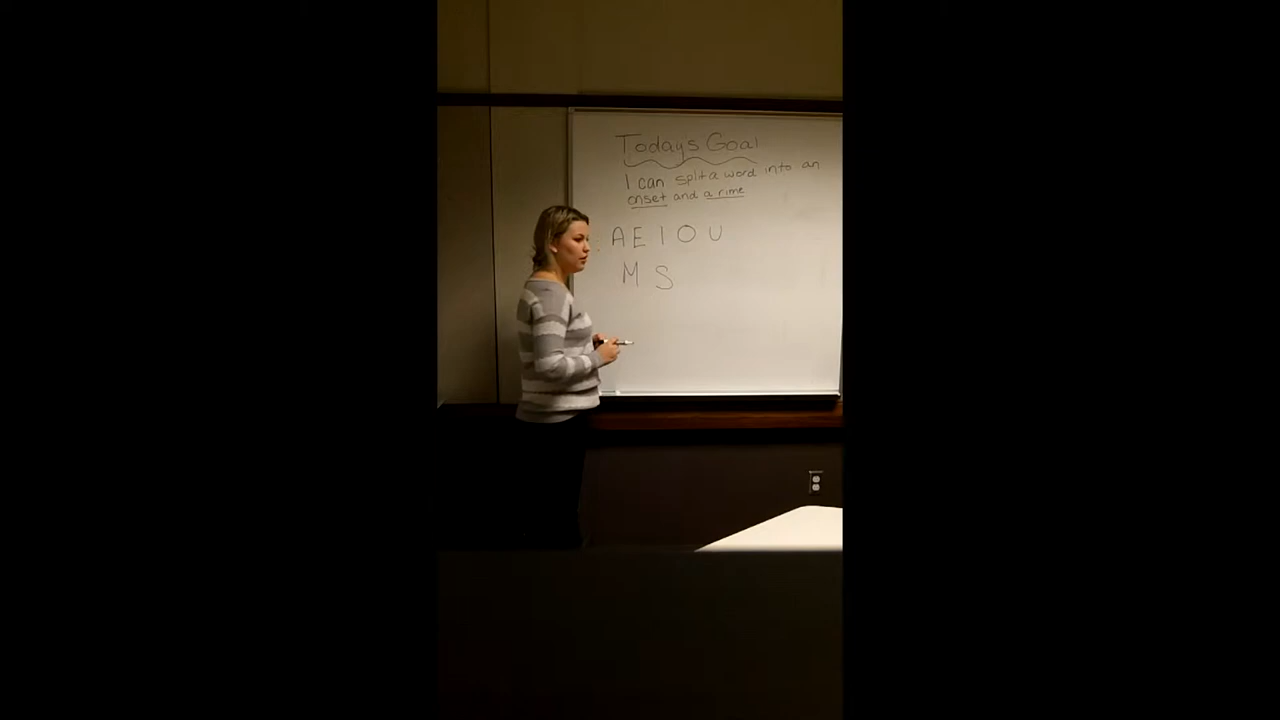 Todays Goal
I can split a word into an
onset and a rime
A E I O U
M S